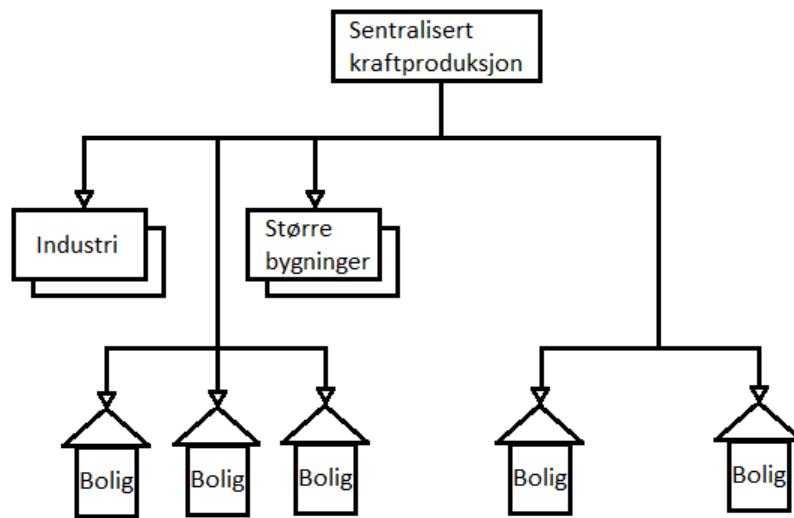 Sentralisert
kraftproduksjon
Industri
Større
bygninger
Bolig
Bolig
Bolig
Bolig
Bolig